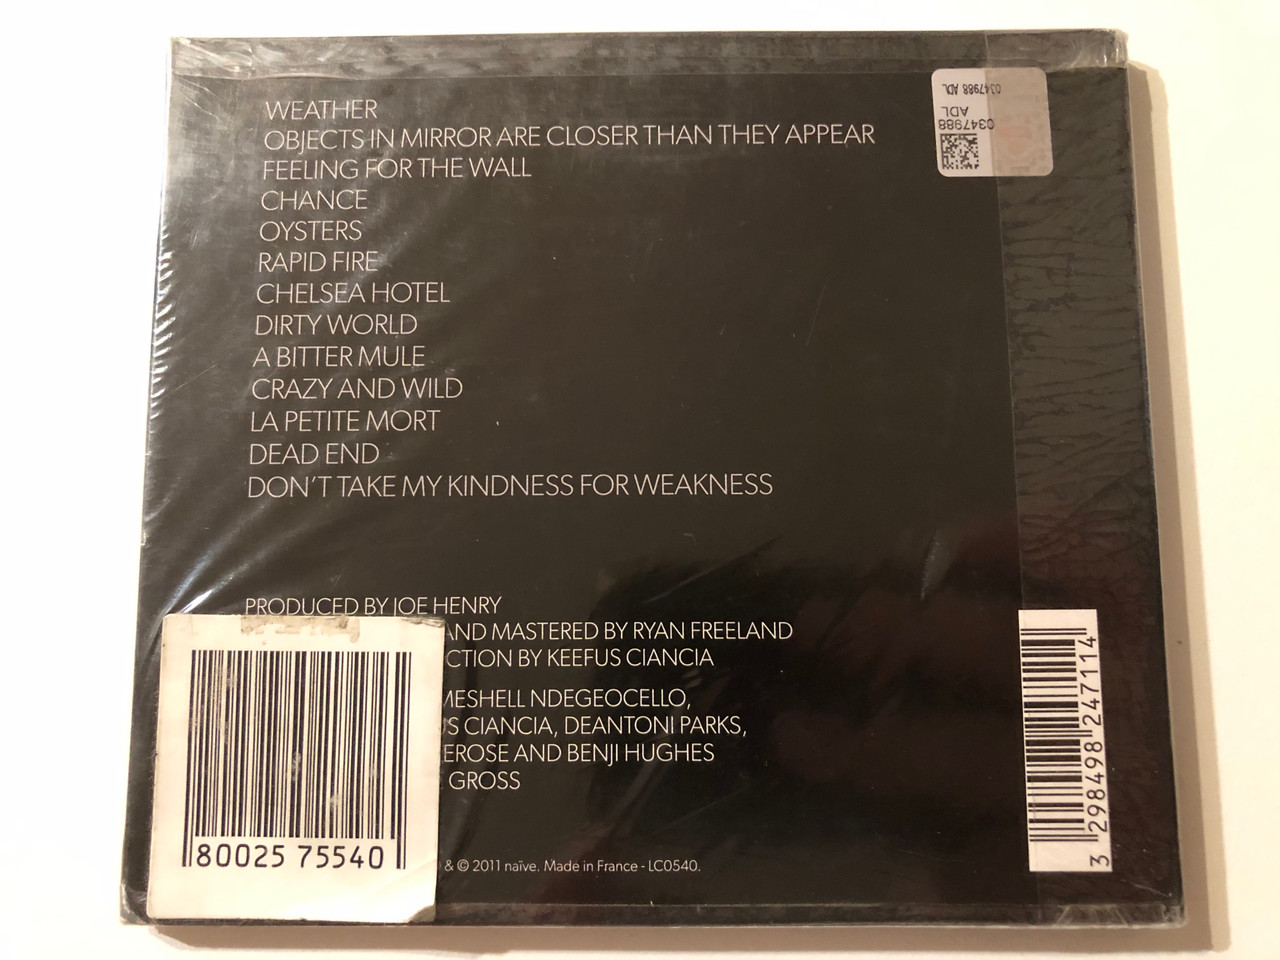 WEATHER
OBJECTS IN MIRROR ARE CLOSER THAN THEY APPEAR
FEELING FOR THE WALL
CHANCE
OYSTERS
RAPID FIRE
CHELSEA HOTEL
DIRTY WORLD
A BITTER MULE
CRAZY AND WILD
LA PETITE MORT
DEAD END
DON'T TAKE MY KINDNESS FOR WEAKNESS
PRODUCED BY JOE HENRY
AND MASTERED BY RYAN FREELAND
CTION BY KEEFUS CIANCIA
MESHELL NDEGEOCELLO,
US CIANCIA, DEANTONI PARKS,
EROSE AND BENJI HUGHES
GROSS
& © 2011 naïve. Made in France - LC0540.
80025 75540
0347988 ADL
ADL
0347988
3 298498 247114